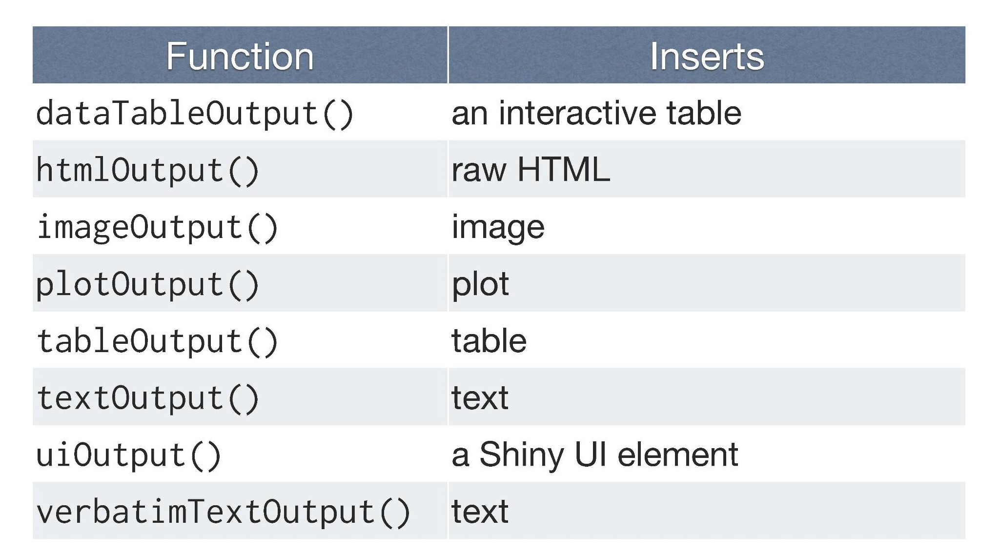 Function Inserts
dataTableOutput() an interactive table
htmlOutput() raw HTML
imageOutput() image
plotOutput() plot
tableOutput() table
textOutput() text
uiOutput() a Shiny UI element
verbatimTextOutput() text